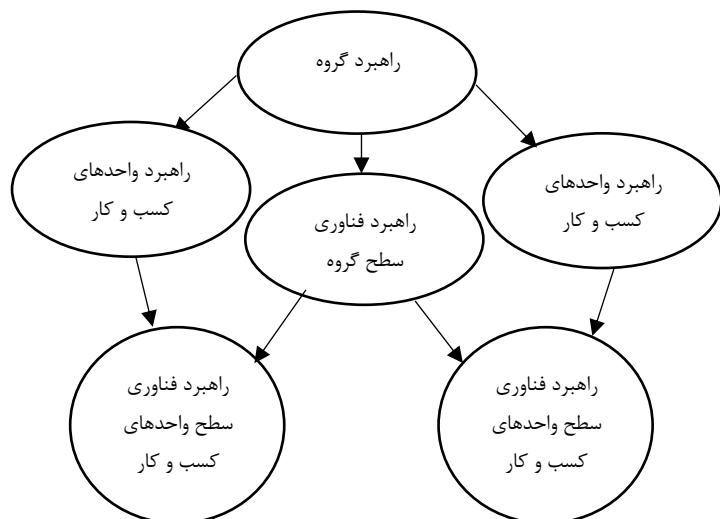 راهبرد گروه
راهبرد واحدهای
کسب و کار
راهبرد فناوری
سطح گروه
راهبرد واحدهای
کسب و کار
راهبرد فناوری
سطح واحدهای
کسب و کار
راهبرد فناوری
سطح واحدهای
کسب و کار